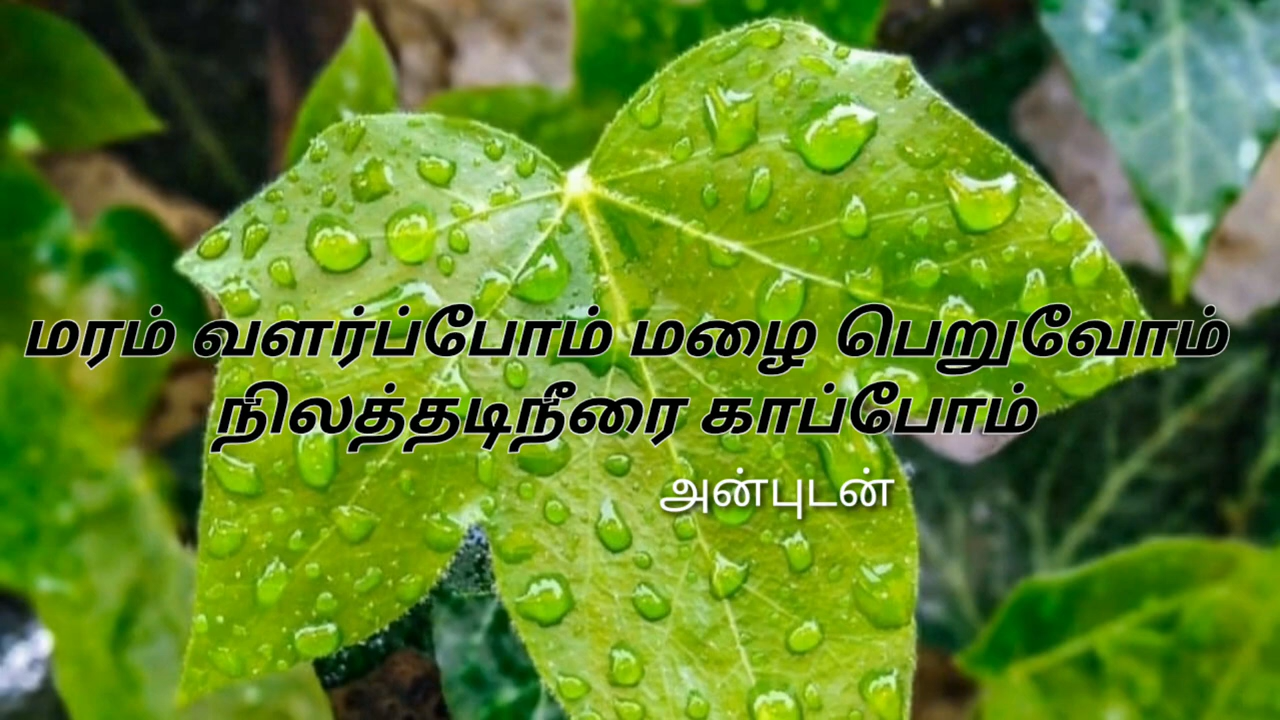 மரம் வளர்ப்போம் மழை பெறுவோம்
நிலத்தடிநீரை காப்போம்
அன்புடன்